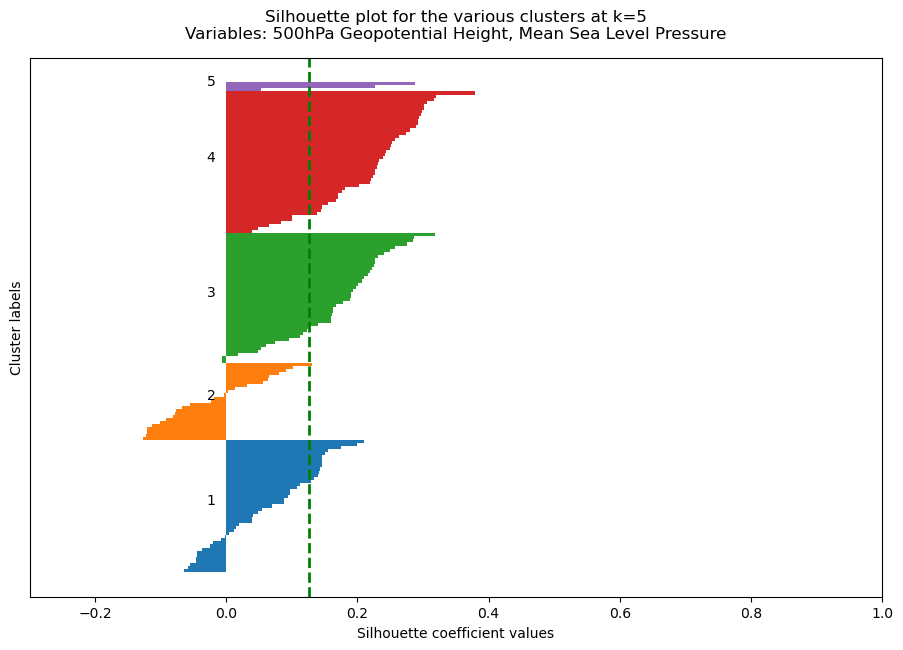 Silhouette plot for the various clusters at k=5
Variables: 500hPa Geopotential Height, Mean Sea Level Pressure
5
4
3
2
1
Cluster labels
−0.2 0.0 0.2 0.4 0.6 0.8 1.0
Silhouette coefficient values